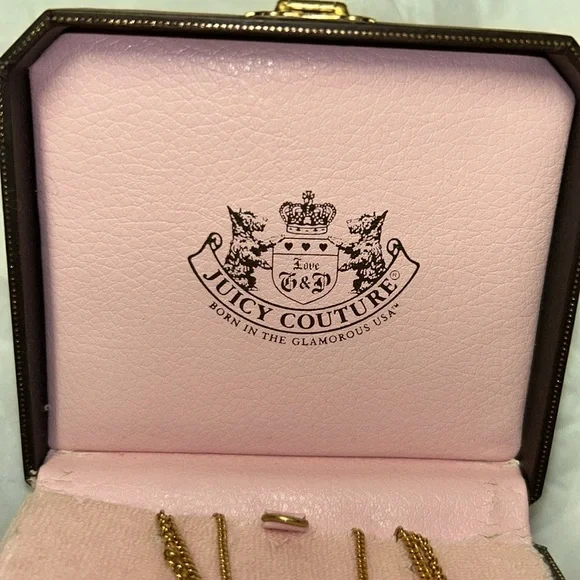 Love
G&P
JUICY COUTURE®
BORN IN THE GLAMOROUS USA™